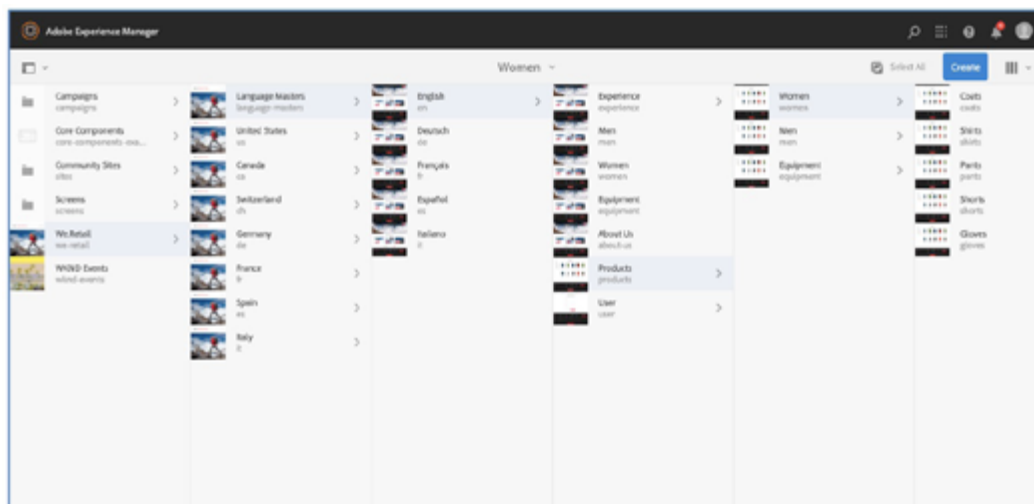 Adobe Experience Manager
Women
Select All
Create
Campaigns
campaigns
Core Components
core-components-exa...
Community Sites
sites
Screens
screens
We.Retail
we-retail
WKND Events
wknd-events
Language Masters
language-masters
United States
us
Canada
ca
Switzerland
ch
Germany
de
France
fr
Spain
es
Italy
it
English
en
Deutsch
de
Français
fr
Español
es
Italiano
it
Experience
experience
Men
men
Women
women
Equipment
equipment
About Us
about-us
Products
products
User
user
Women
women
Men
men
Equipment
equipment
Coats
coats
Shirts
shirts
Pants
pants
Shorts
shorts
Gloves
gloves